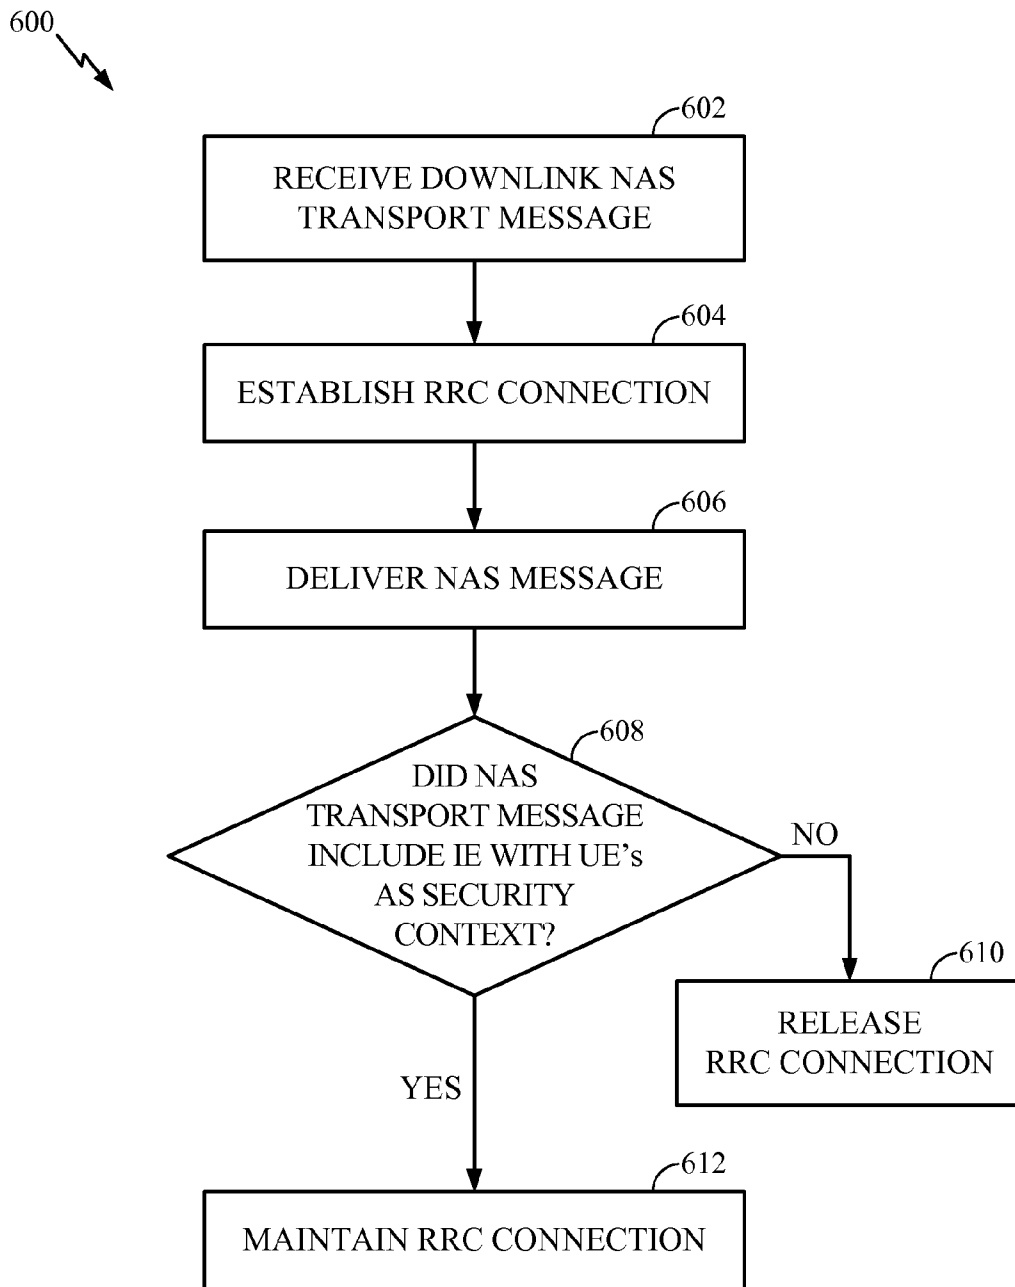 600
602
RECEIVE DOWNLINK NAS
TRANSPORT MESSAGE
604
ESTABLISH RRC CONNECTION
606
DELIVER NAS MESSAGE
608
DID NAS
TRANSPORT MESSAGE
INCLUDE IE WITH UE's
AS SECURITY
CONTEXT?
NO
610
RELEASE
RRC CONNECTION
YES
612
MAINTAIN RRC CONNECTION